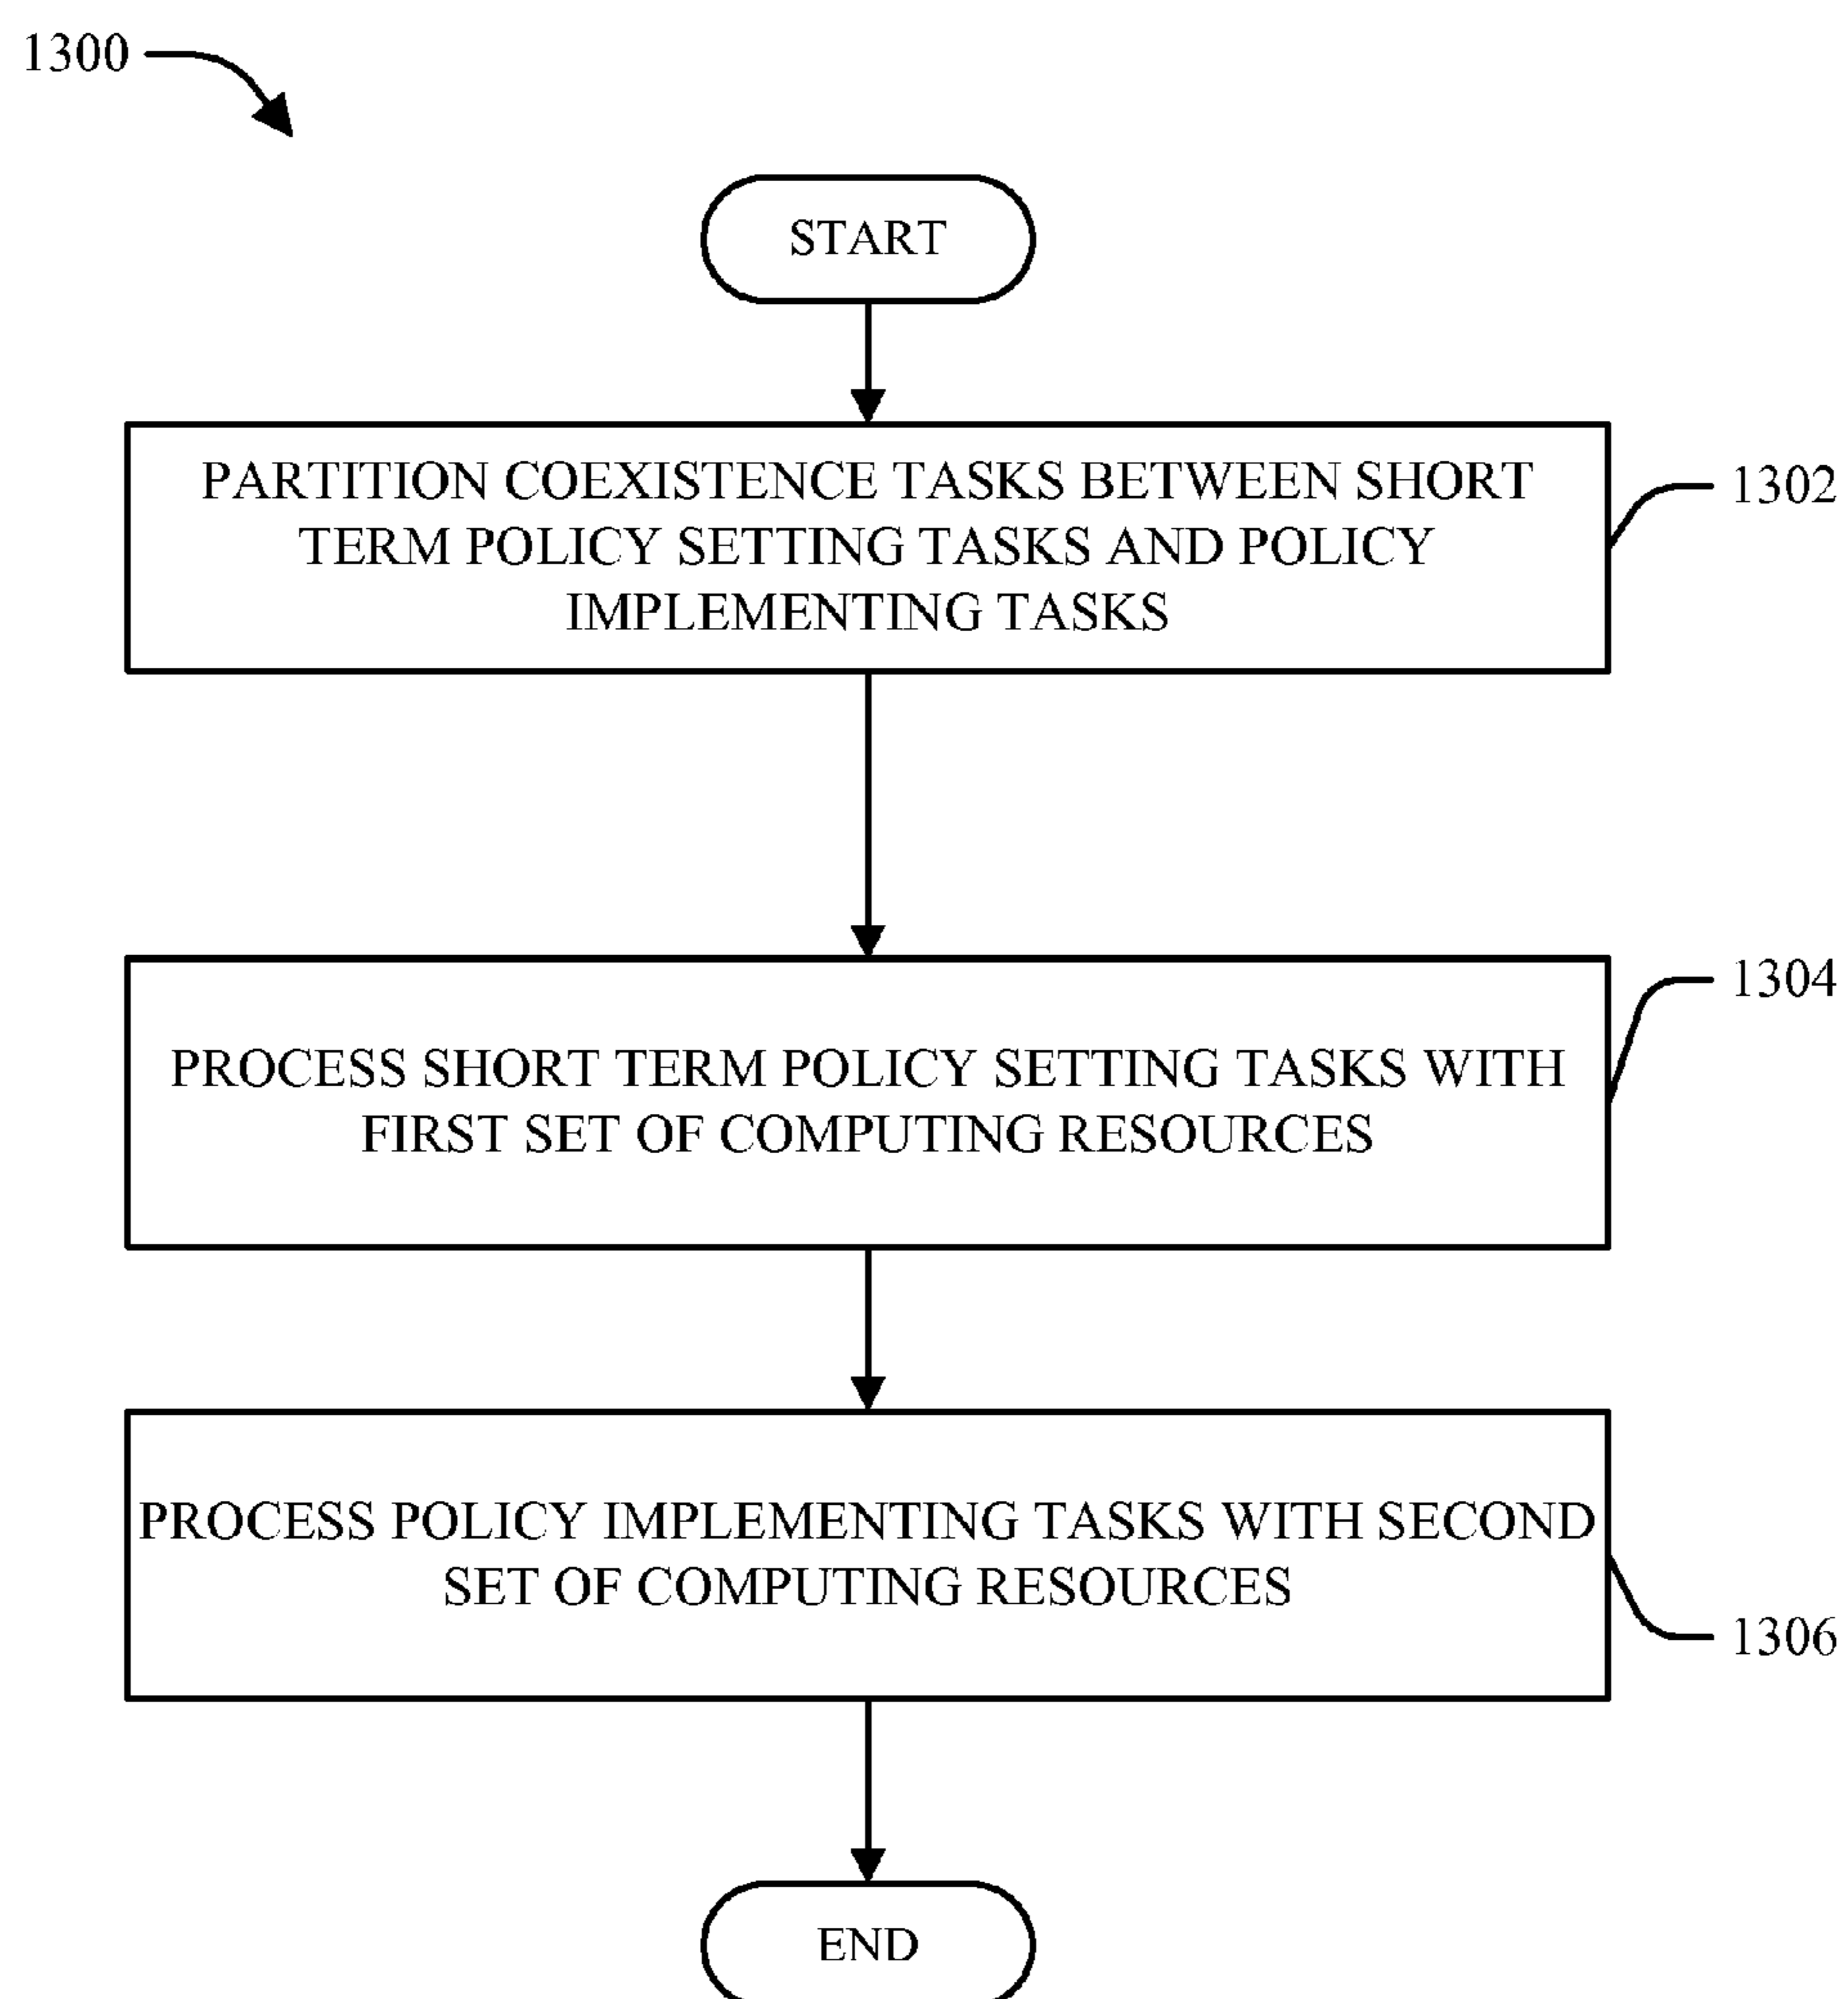 1300
START
PARTITION COEXISTENCE TASKS BETWEEN SHORT
TERM POLICY SETTING TASKS AND POLICY
IMPLEMENTING TASKS
1302
PROCESS SHORT TERM POLICY SETTING TASKS WITH
FIRST SET OF COMPUTING RESOURCES
1304
PROCESS POLICY IMPLEMENTING TASKS WITH SECOND
SET OF COMPUTING RESOURCES
1306
END